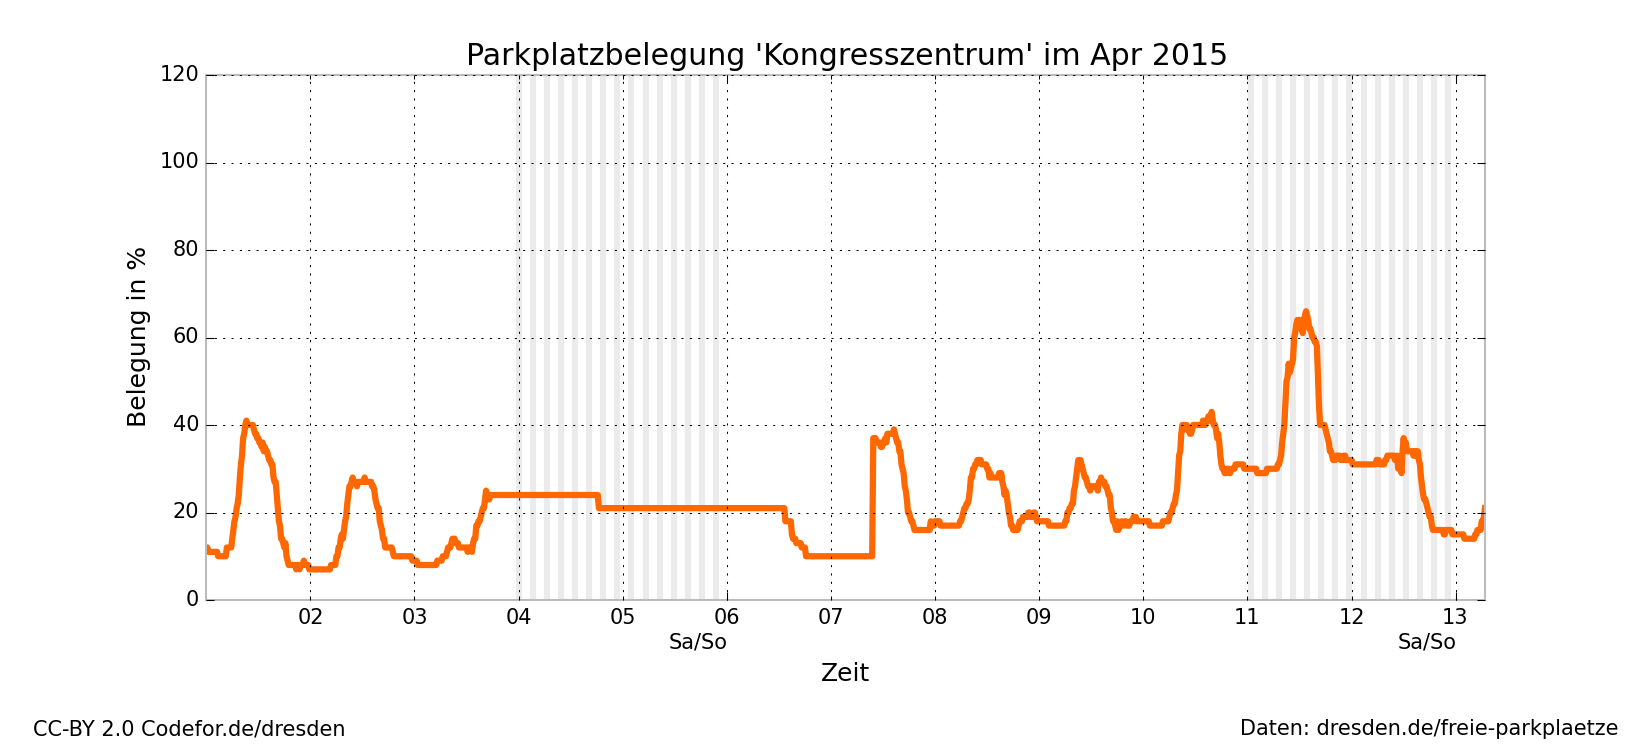 Parkplatzbelegung 'Kongresszentrum' im Apr 2015
120
100
80
60
40
20
0
Belegung in %
02 03 04 05 06 07 08 09 10 11 12 13
Sa/So Sa/So
Zeit
CC-BY 2.0 Codefor.de/dresden
Daten: dresden.de/freie-parkplaetze